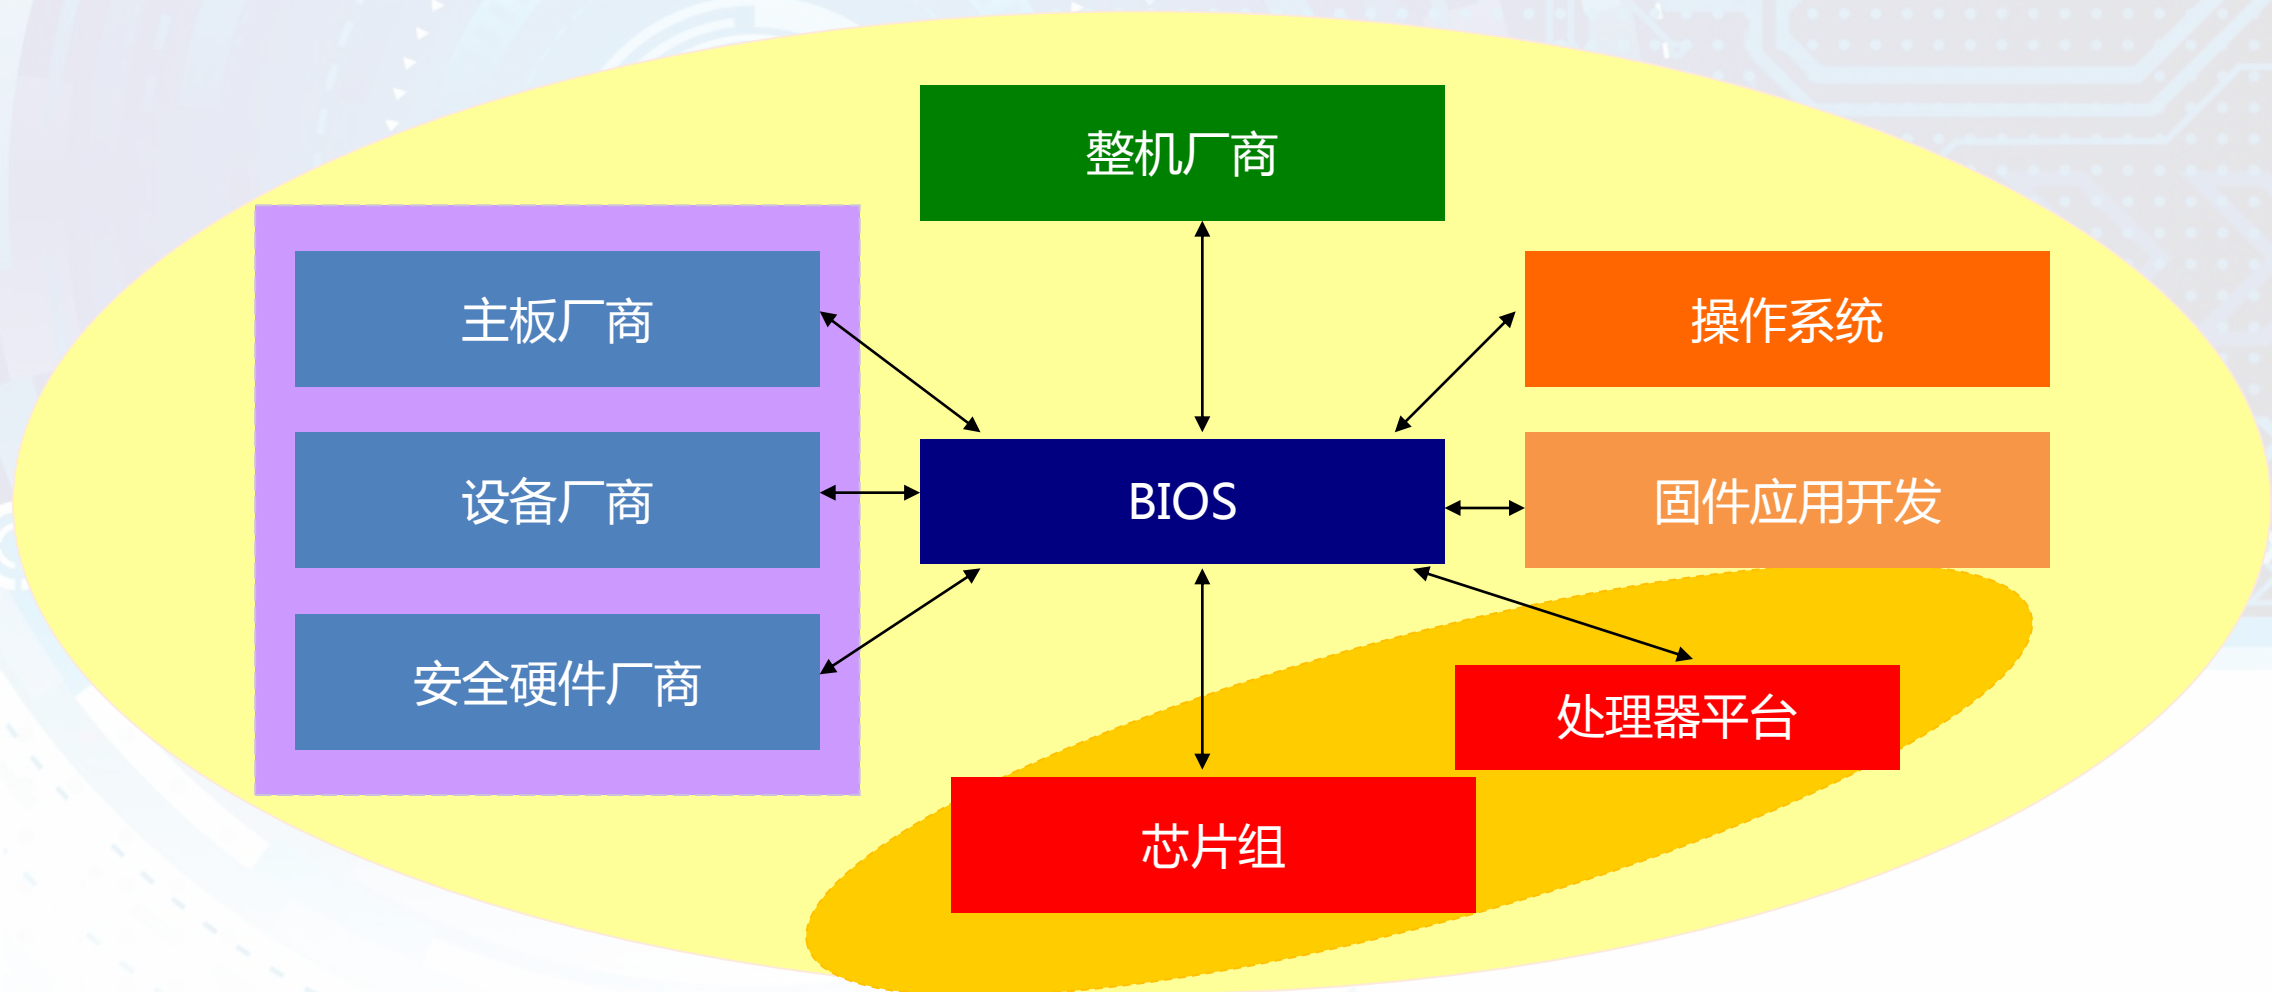 整机厂商
主板厂商
操作系统
设备厂商
BIOS
固件应用开发
安全硬件厂商
处理器平台
芯片组